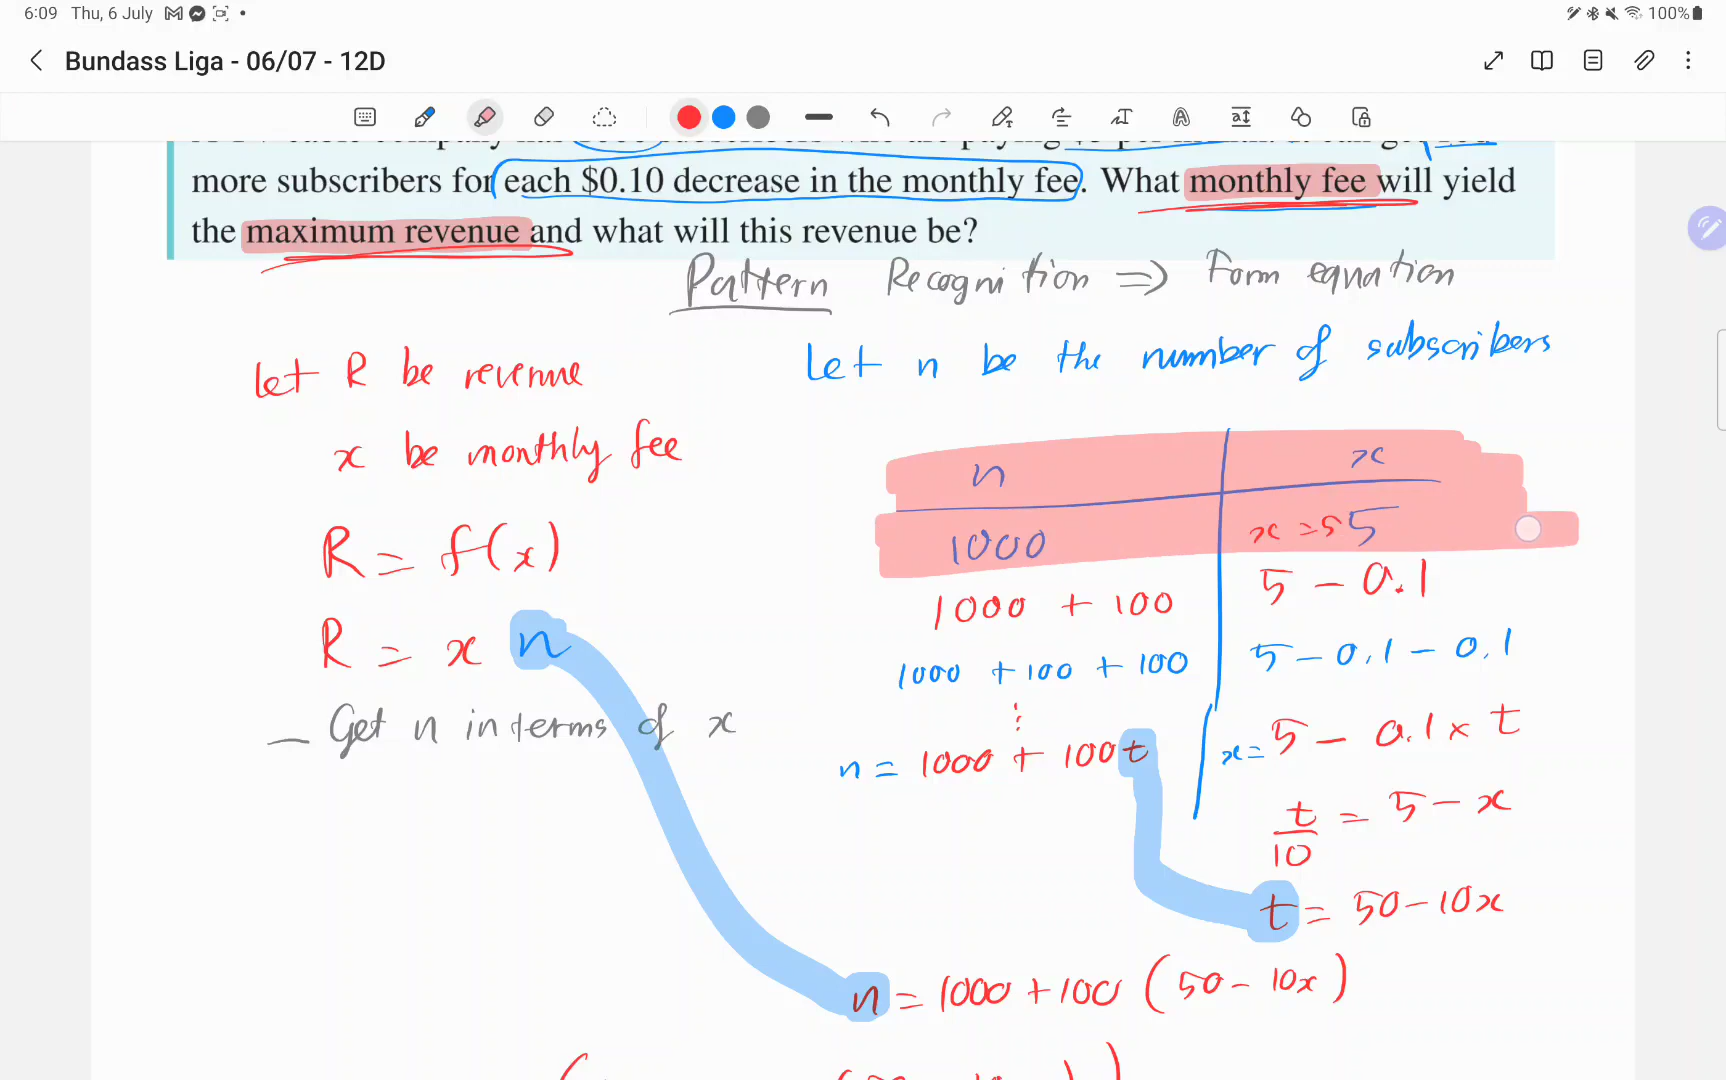 6:09 Thu, 6 July
100%
Bundass Liga - 06/07 - 12D
more subscribers for each $0.10 decrease in the monthly fee. What monthly fee will yield
the maximum revenue and what will this revenue be?
Pattern Recognition ⇒ Form equation
Let R be revenue
x be monthly fee
R = f(x)
R = x n
— Get n in terms of x
Let n be the number of subscribers
n x
1000 x = 5 5
1000 + 100 5 - 0.1
1000 + 100 + 100 5 - 0.1 - 0.1
⋮
n = 1000 + 100t x = 5 - 0.1 × t
t/10 = 5 - x
t = 50 - 10x
n = 1000 + 100 (50 - 10x)